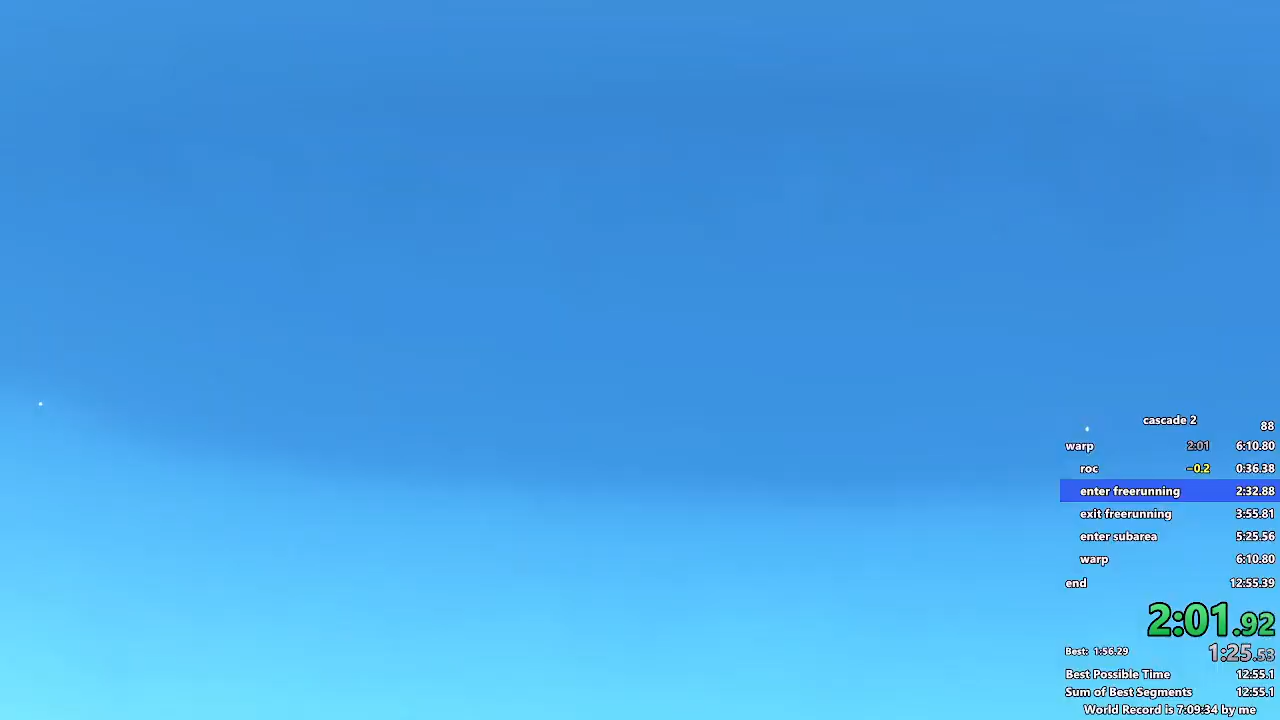 cascade 2
88
warp 2:01 6:10.80
roc −0.2 0:36.38
enter freerunning 2:32.88
exit freerunning 3:55.81
enter subarea 5:25.56
warp 6:10.80
end 12:55.39
2:01.92
Best: 1:56.29 1:25.53
Best Possible Time 12:55.1
Sum of Best Segments 12:55.1
World Record is 7:09:34 by me